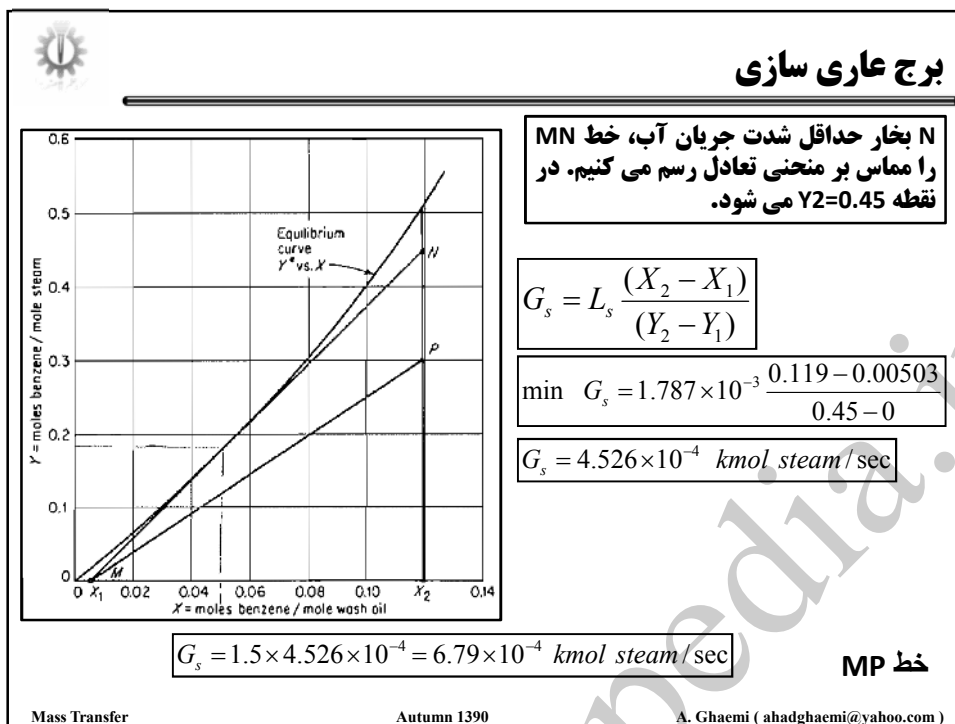 برج عاری سازی
N بخار حداقل شدت جریان آب، خط MN
را مماس بر منحنی تعادل رسم می کنیم. در
نقطه Y2=0.45 می شود.
0.6
0.5
0.4
0.3
0.2
0.1
0
Y = moles benzene / mole steam
Equilibrium
curve
Y* vs. X
N
P
M
0 X₁ 0.02 0.04 0.06 0.08 0.10 X₂ 0.14
X = moles benzene / mole wash oil
G_s = L_s (X₂ − X₁) / (Y₂ − Y₁)
min G_s = 1.787×10⁻³ (0.119 − 0.00503) / (0.45 − 0)
G_s = 4.526×10⁻⁴ kmol steam / sec
G_s = 1.5 × 4.526×10⁻⁴ = 6.79×10⁻⁴ kmol steam / sec
خط MP
Mass Transfer Autumn 1390 A. Ghaemi ( ahadghaemi@yahoo.com )